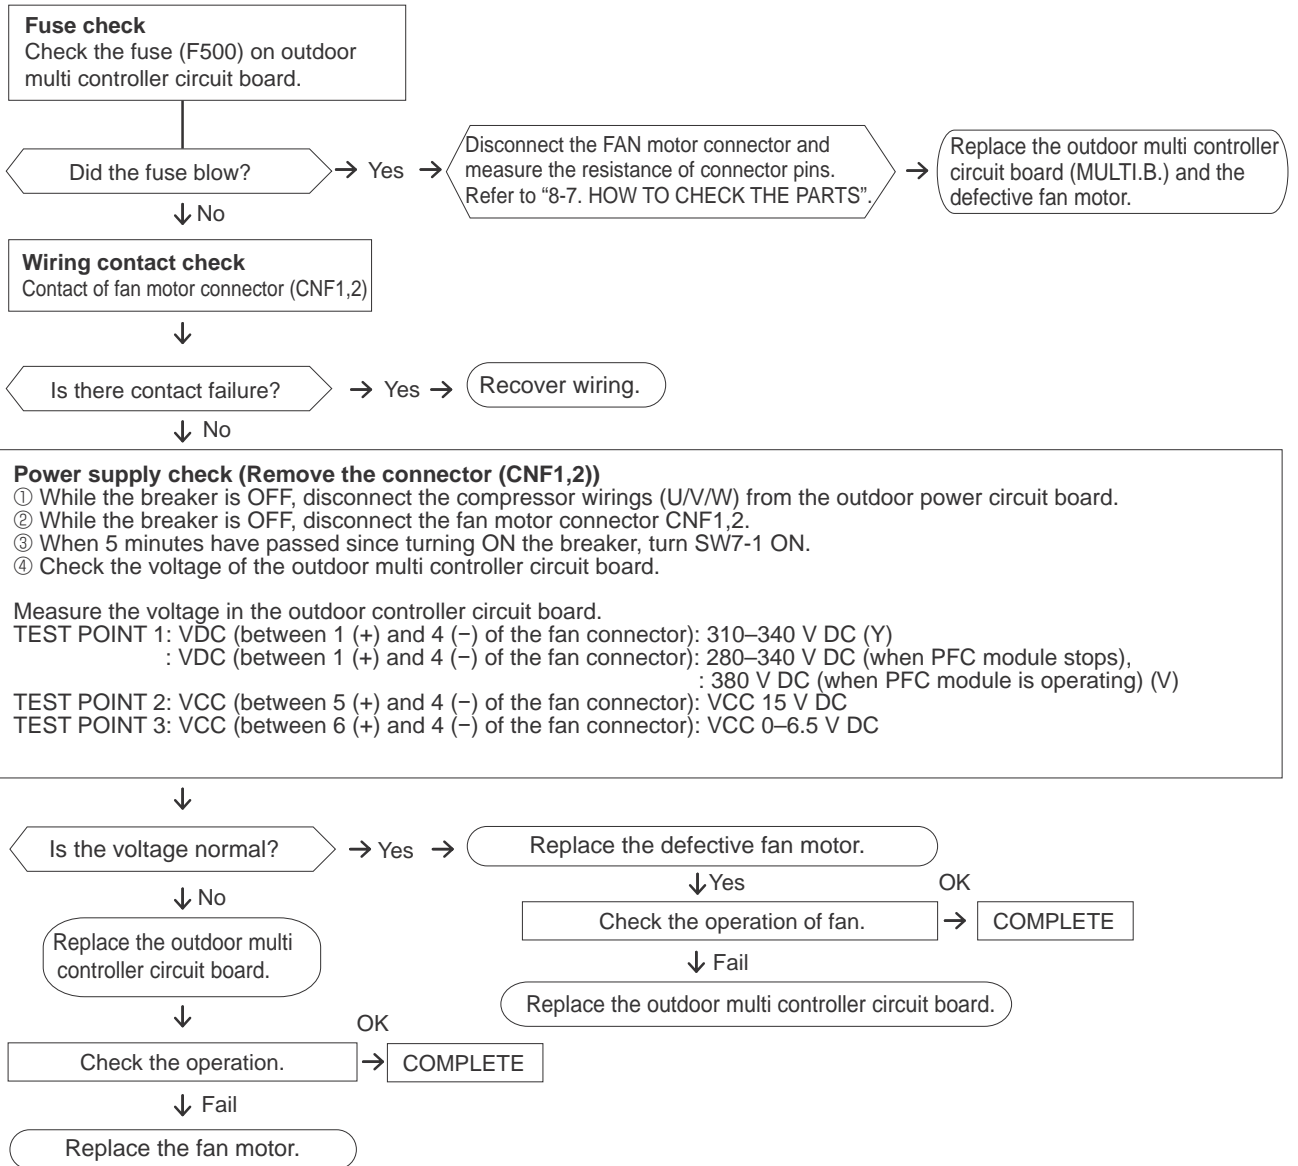 Fuse check
Check the fuse (F500) on outdoor
multi controller circuit board.
Did the fuse blow?
Yes
Disconnect the FAN motor connector and
measure the resistance of connector pins.
Refer to “8-7. HOW TO CHECK THE PARTS”.
Replace the outdoor multi controller
circuit board (MULTI.B.) and the
defective fan motor.
No
Wiring contact check
Contact of fan motor connector (CNF1,2)
Is there contact failure?
Yes
Recover wiring.
No
Power supply check (Remove the connector (CNF1,2))
① While the breaker is OFF, disconnect the compressor wirings (U/V/W) from the outdoor power circuit board.
② While the breaker is OFF, disconnect the fan motor connector CNF1,2.
③ When 5 minutes have passed since turning ON the breaker, turn SW7-1 ON.
④ Check the voltage of the outdoor multi controller circuit board.
Measure the voltage in the outdoor controller circuit board.
TEST POINT 1: VDC (between 1 (+) and 4 (−) of the fan connector): 310–340 V DC (Y)
: VDC (between 1 (+) and 4 (−) of the fan connector): 280–340 V DC (when PFC module stops),
: 380 V DC (when PFC module is operating) (V)
TEST POINT 2: VCC (between 5 (+) and 4 (−) of the fan connector): VCC 15 V DC
TEST POINT 3: VCC (between 6 (+) and 4 (−) of the fan connector): VCC 0–6.5 V DC
Is the voltage normal?
Yes
Replace the defective fan motor.
Yes
OK
Check the operation of fan.
COMPLETE
Fail
Replace the outdoor multi controller circuit board.
No
Replace the outdoor multi
controller circuit board.
OK
Check the operation.
COMPLETE
Fail
Replace the fan motor.